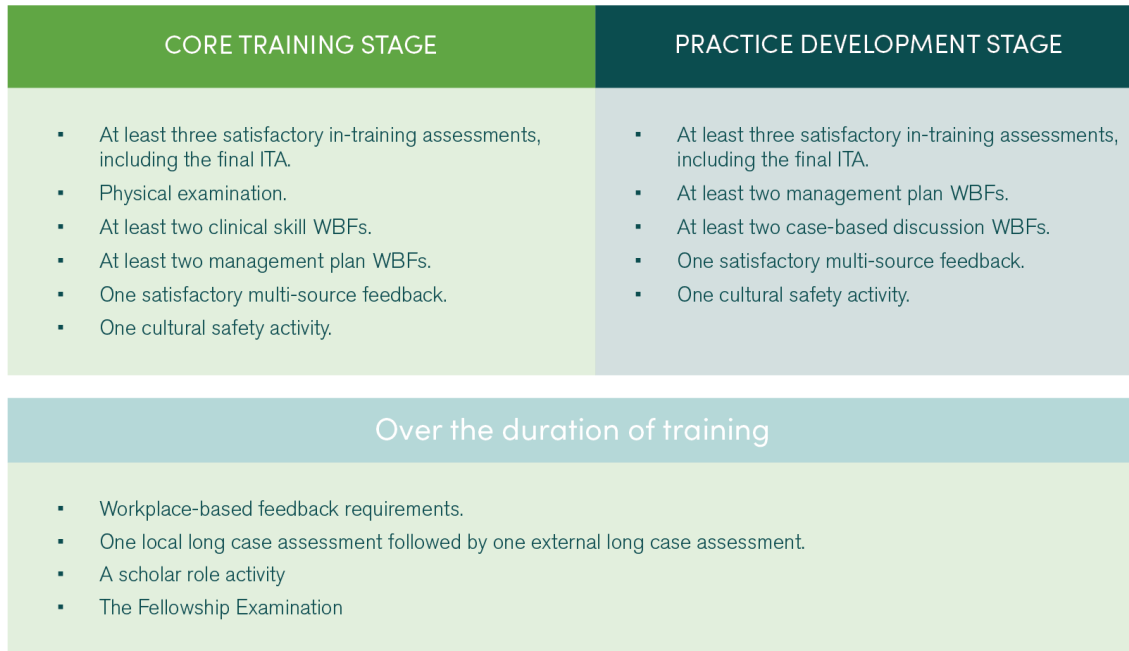 CORE TRAINING STAGE
▪ At least three satisfactory in-training assessments,
including the final ITA.
▪ Physical examination.
▪ At least two clinical skill WBFs.
▪ At least two management plan WBFs.
▪ One satisfactory multi-source feedback.
▪ One cultural safety activity.
PRACTICE DEVELOPMENT STAGE
▪ At least three satisfactory in-training assessments,
including the final ITA.
▪ At least two management plan WBFs.
▪ At least two case-based discussion WBFs.
▪ One satisfactory multi-source feedback.
▪ One cultural safety activity.
Over the duration of training
▪ Workplace-based feedback requirements.
▪ One local long case assessment followed by one external long case assessment.
▪ A scholar role activity
▪ The Fellowship Examination